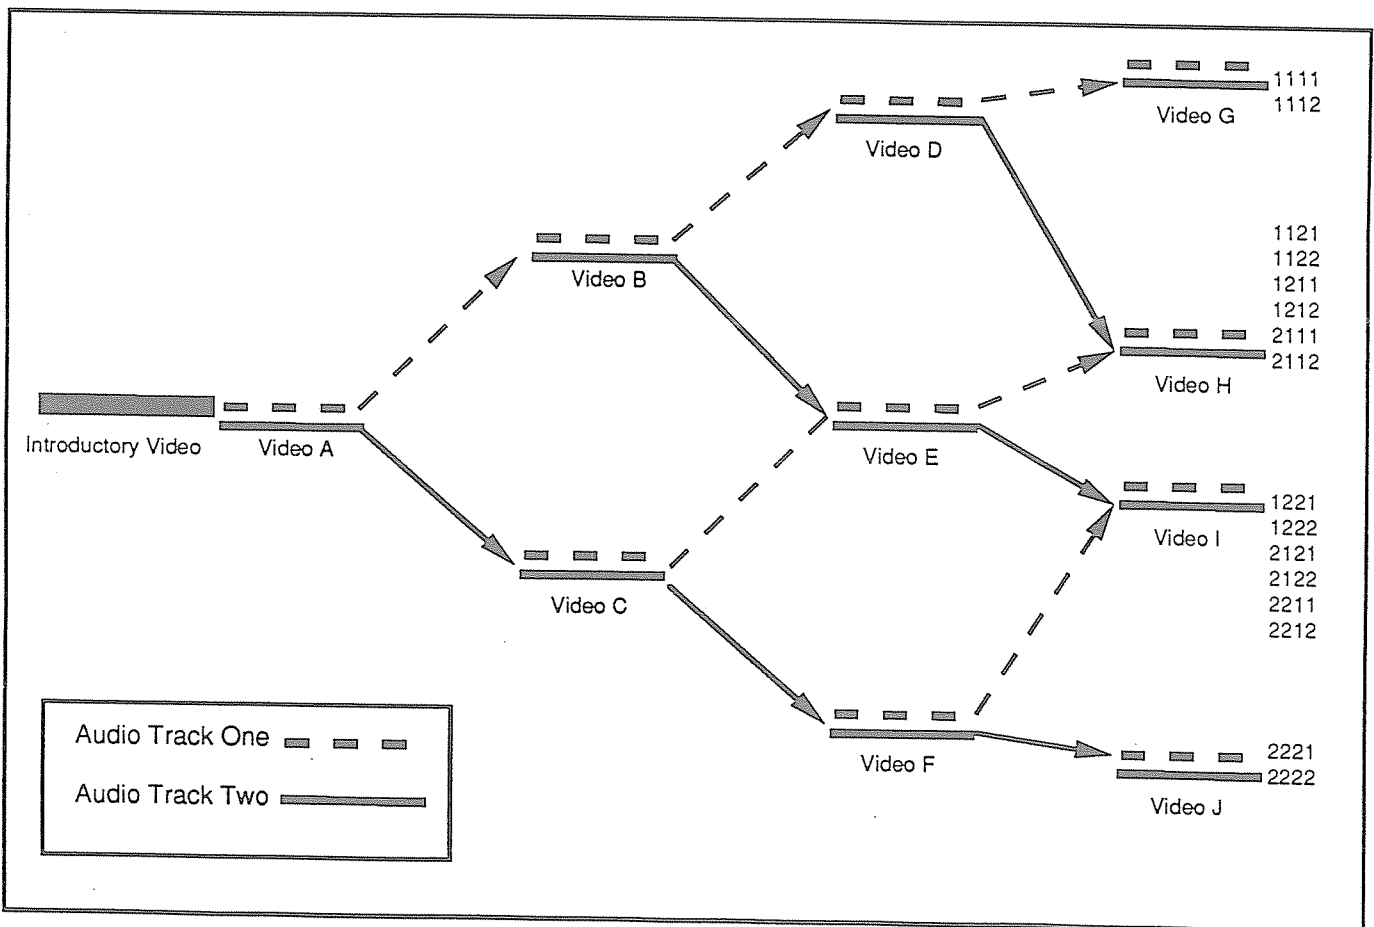 1111
1112
Video G
Video D
1121
1122
1211
1212
2111
2112
Video B
Video H
Introductory Video
Video A
Video E
1221
1222
2121
2122
2211
2212
Video I
Video C
Audio Track One
Audio Track Two
Video F
2221
2222
Video J